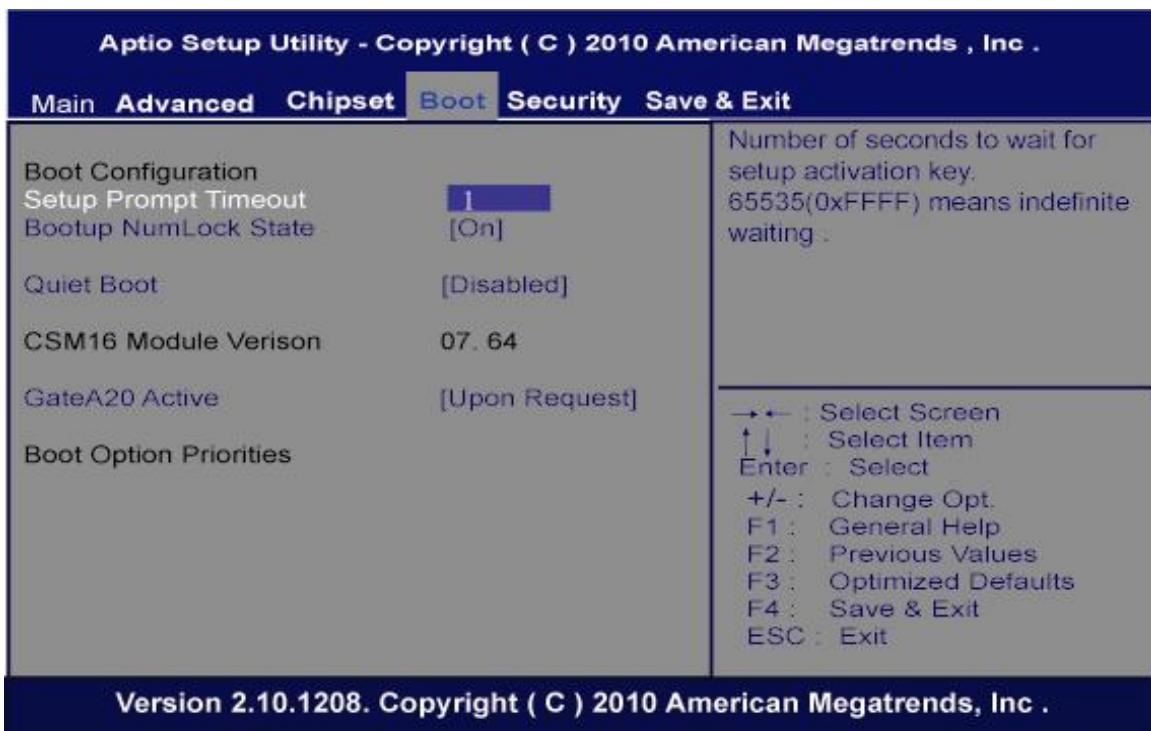 Aptio Setup Utility - Copyright ( C ) 2010 American Megatrends , Inc .
Main Advanced Chipset Boot Security Save & Exit
Boot Configuration
Setup Prompt Timeout 1
Bootup NumLock State [On]
Quiet Boot [Disabled]
CSM16 Module Verison 07. 64
GateA20 Active [Upon Request]
Boot Option Priorities
Number of seconds to wait for
setup activation key.
65535(0xFFFF) means indefinite
waiting .
→← : Select Screen
↑↓ : Select Item
Enter : Select
+/- : Change Opt.
F1 : General Help
F2 : Previous Values
F3 : Optimized Defaults
F4 : Save & Exit
ESC : Exit
Version 2.10.1208. Copyright ( C ) 2010 American Megatrends, Inc .